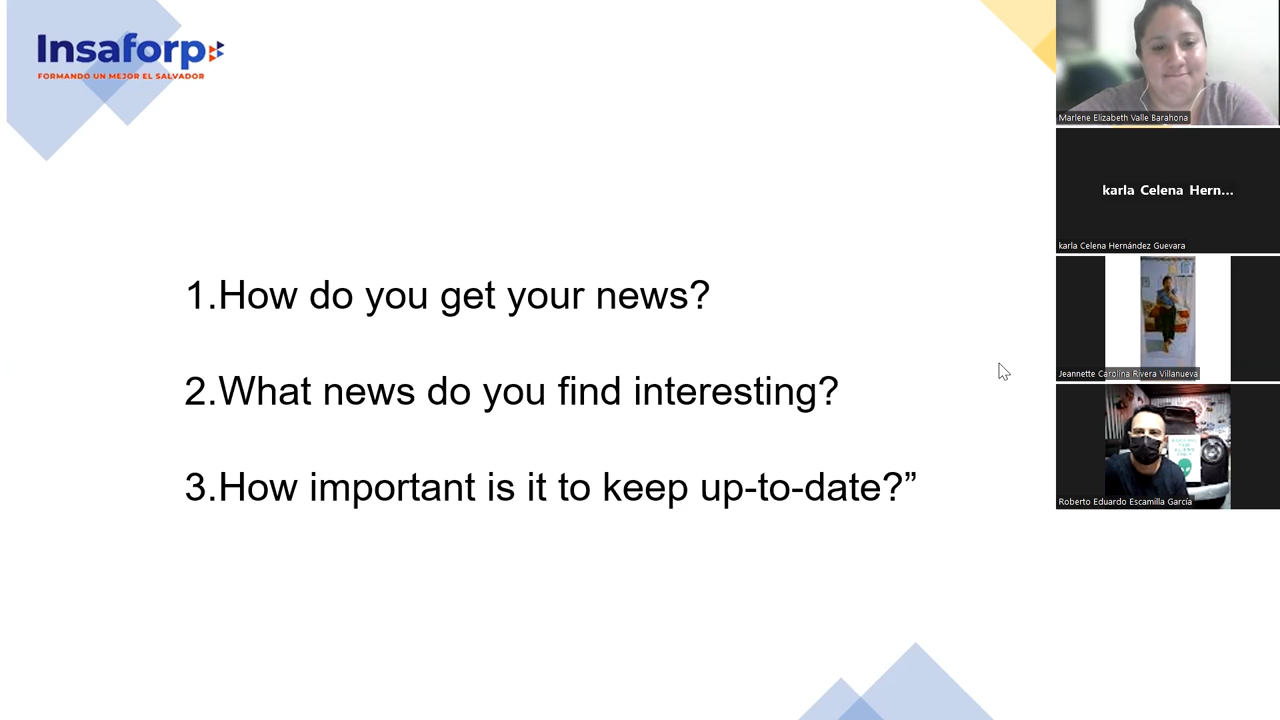 Insaforp
FORMANDO UN MEJOR EL SALVADOR
1.How do you get your news?
2.What news do you find interesting?
3.How important is it to keep up-to-date?”
Marlene Elizabeth Valle Barahona
karla Celena Hern...
karla Celena Hernández Guevara
Jeannette Carolina Rivera Villanueva
Roberto Eduardo Escamilla García